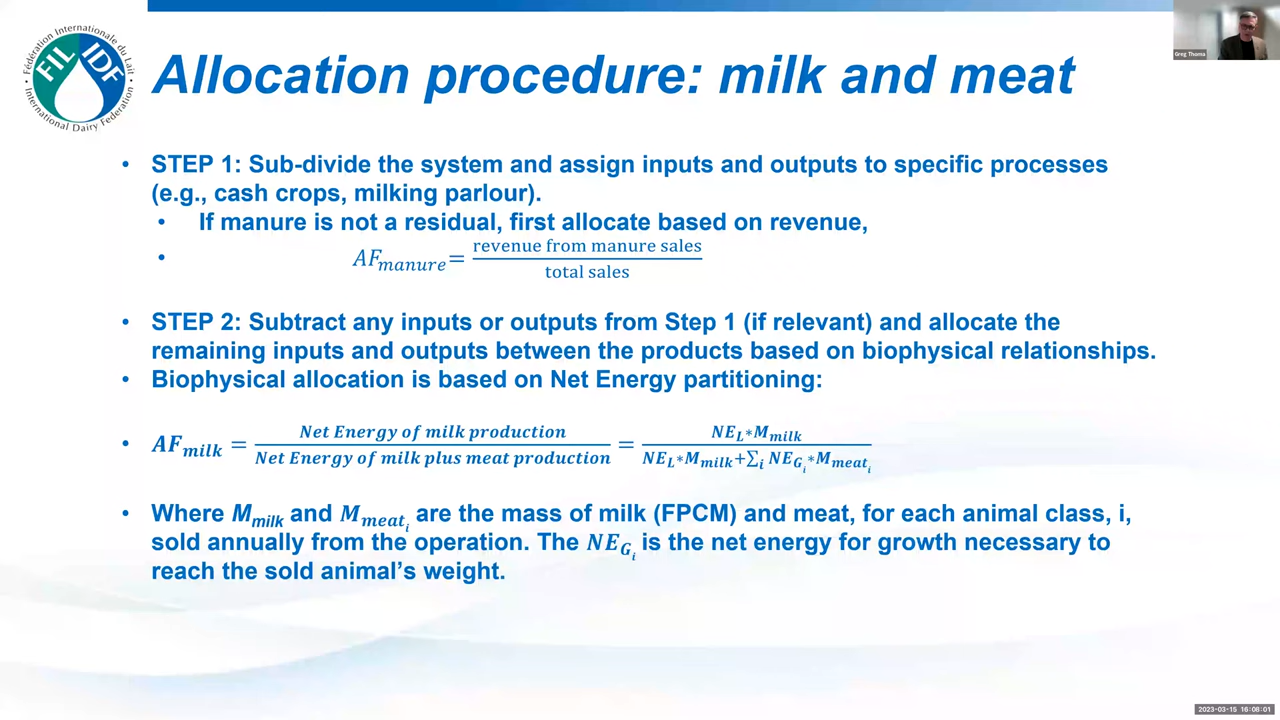 Fédération Internationale du Lait
FIL IDF
International Dairy Federation
Greg Thoma
Allocation procedure: milk and meat
• STEP 1: Sub-divide the system and assign inputs and outputs to specific processes
(e.g., cash crops, milking parlour).
• If manure is not a residual, first allocate based on revenue,
• AF_manure = revenue from manure sales / total sales
• STEP 2: Subtract any inputs or outputs from Step 1 (if relevant) and allocate the
remaining inputs and outputs between the products based on biophysical relationships.
• Biophysical allocation is based on Net Energy partitioning:
• AF_milk = Net Energy of milk production / Net Energy of milk plus meat production = NE_L*M_milk / NE_L*M_milk+∑_i NE_G_i*M_meat_i
• Where M_milk and M_meat_i are the mass of milk (FPCM) and meat, for each animal class, i,
sold annually from the operation. The NE_G_i is the net energy for growth necessary to
reach the sold animal's weight.
2023-03-15 16:08:01